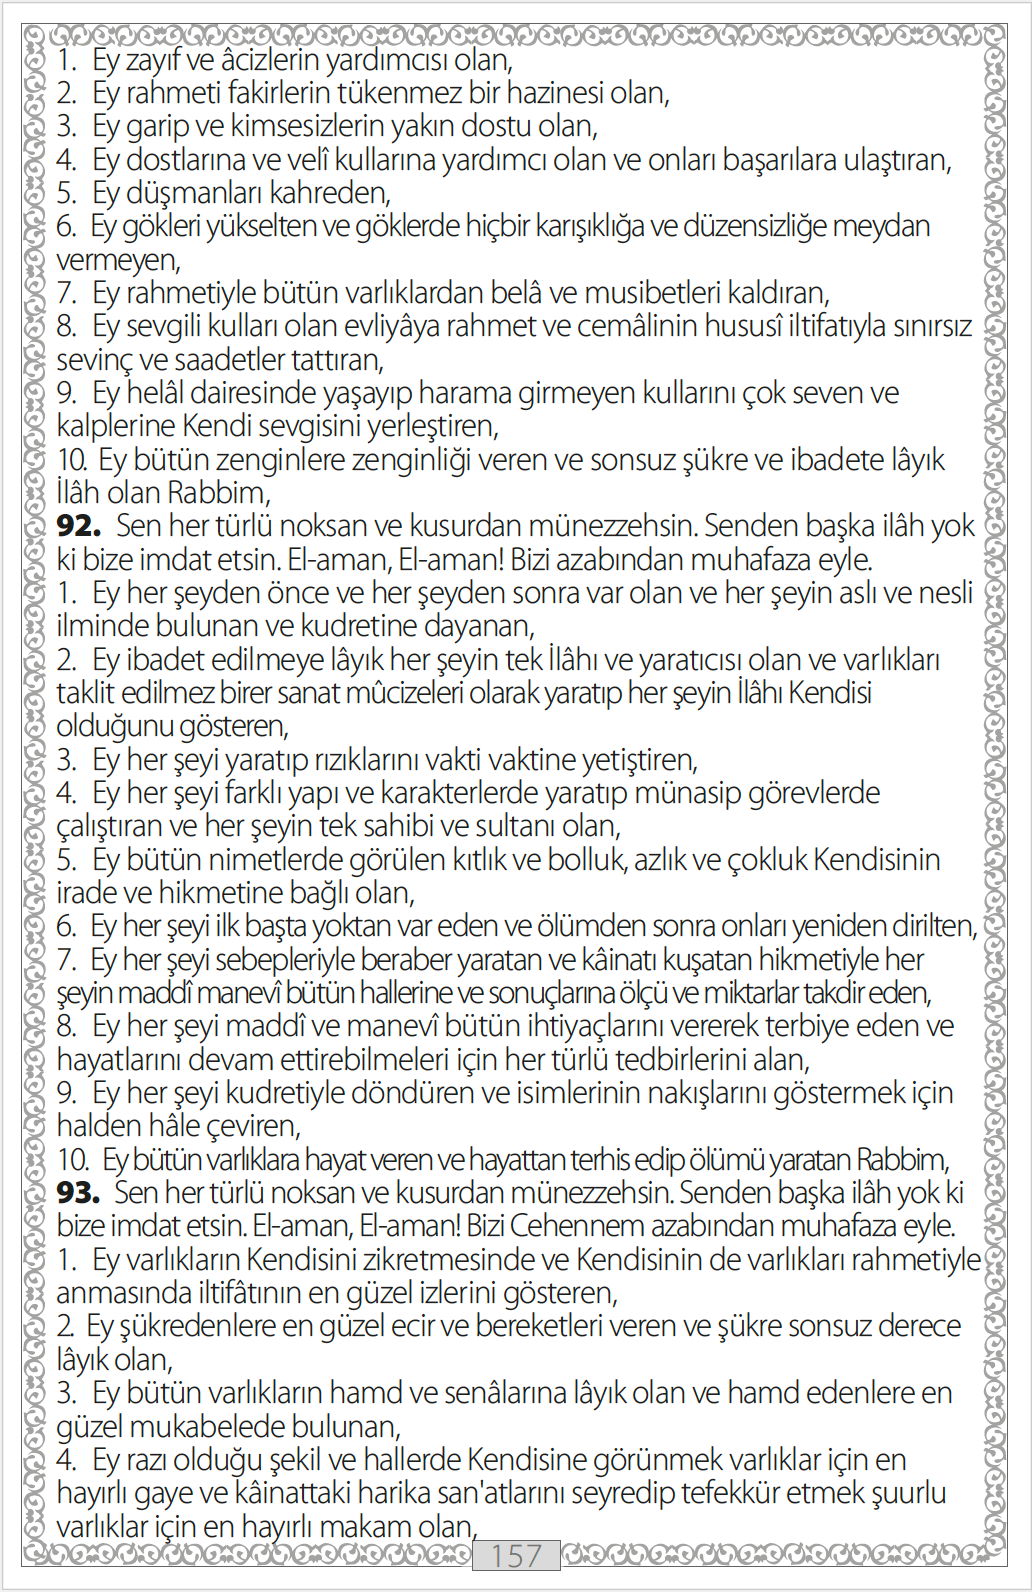 1. Ey zayıf ve âcizlerin yardımcısı olan,
2. Ey rahmeti fakirlerin tükenmez bir hazinesi olan,
3. Ey garip ve kimsesizlerin yakın dostu olan,
4. Ey dostlarına ve velî kullarına yardımcı olan ve onları başarılara ulaştıran,
5. Ey düşmanları kahreden,
6. Ey gökleri yükselten ve göklerde hiçbir karışıklığa ve düzensizliğe meydan
vermeyen,
7. Ey rahmetiyle bütün varlıklardan belâ ve musibetleri kaldıran,
8. Ey sevgili kulları olan evliyâya rahmet ve cemâlinin hususî iltifatıyla sınırsız
sevinç ve saadetler tattıran,
9. Ey helâl dairesinde yaşayıp harama girmeyen kullarını çok seven ve
kalplerine Kendi sevgisini yerleştiren,
10. Ey bütün zenginlere zenginliği veren ve sonsuz şükre ve ibadete lâyık
İlâh olan Rabbim,
92. Sen her türlü noksan ve kusurdan münezzehsin. Senden başka ilâh yok
ki bize imdat etsin. El-aman, El-aman! Bizi azabından muhafaza eyle.
1. Ey her şeyden önce ve her şeyden sonra var olan ve her şeyin aslı ve nesli
ilminde bulunan ve kudretine dayanan,
2. Ey ibadet edilmeye lâyık her şeyin tek İlâhı ve yaratıcısı olan ve varlıkları
taklit edilmez birer sanat mûcizeleri olarak yaratıp her şeyin İlâhı Kendisi
olduğunu gösteren,
3. Ey her şeyi yaratıp rızıklarını vakti vaktine yetiştiren,
4. Ey her şeyi farklı yapı ve karakterlerde yaratıp münasip görevlerde
çalıştıran ve her şeyin tek sahibi ve sultanı olan,
5. Ey bütün nimetlerde görülen kıtlık ve bolluk, azlık ve çokluk Kendisinin
irade ve hikmetine bağlı olan,
6. Ey her şeyi ilk başta yoktan var eden ve ölümden sonra onları yeniden dirilten,
7. Ey her şeyi sebepleriyle beraber yaratan ve kâinatı kuşatan hikmetiyle her
şeyin maddî manevî bütün hallerine ve sonuçlarına ölçü ve miktarlar takdir eden,
8. Ey her şeyi maddî ve manevî bütün ihtiyaçlarını vererek terbiye eden ve
hayatlarını devam ettirebilmeleri için her türlü tedbirlerini alan,
9. Ey her şeyi kudretiyle döndüren ve isimlerinin nakışlarını göstermek için
halden hâle çeviren,
10. Ey bütün varlıklara hayat veren ve hayattan terhis edip ölümü yaratan Rabbim,
93. Sen her türlü noksan ve kusurdan münezzehsin. Senden başka ilâh yok ki
bize imdat etsin. El-aman, El-aman! Bizi Cehennem azabından muhafaza eyle.
1. Ey varlıkların Kendisini zikretmesinde ve Kendisinin de varlıkları rahmetiyle
anmasında iltifâtının en güzel izlerini gösteren,
2. Ey şükredenlere en güzel ecir ve bereketleri veren ve şükre sonsuz derece
lâyık olan,
3. Ey bütün varlıkların hamd ve senâlarına lâyık olan ve hamd edenlere en
güzel mukabelede bulunan,
4. Ey razı olduğu şekil ve hallerde Kendisine görünmek varlıklar için en
hayırlı gaye ve kâinattaki harika san'atlarını seyredip tefekkür etmek şuurlu
varlıklar için en hayırlı makam olan,
157